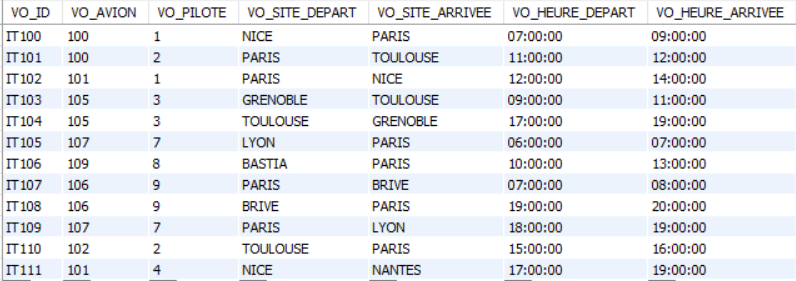 VO_ID VO_AVION VO_PILOTE VO_SITE_DEPART VO_SITE_ARRIVEE VO_HEURE_DEPART VO_HEURE_ARRIVEE
IT100 100 1 NICE PARIS 07:00:00 09:00:00
IT101 100 2 PARIS TOULOUSE 11:00:00 12:00:00
IT102 101 1 PARIS NICE 12:00:00 14:00:00
IT103 105 3 GRENOBLE TOULOUSE 09:00:00 11:00:00
IT104 105 3 TOULOUSE GRENOBLE 17:00:00 19:00:00
IT105 107 7 LYON PARIS 06:00:00 07:00:00
IT106 109 8 BASTIA PARIS 10:00:00 13:00:00
IT107 106 9 PARIS BRIVE 07:00:00 08:00:00
IT108 106 9 BRIVE PARIS 19:00:00 20:00:00
IT109 107 7 PARIS LYON 18:00:00 19:00:00
IT110 102 2 TOULOUSE PARIS 15:00:00 16:00:00
IT111 101 4 NICE NANTES 17:00:00 19:00:00